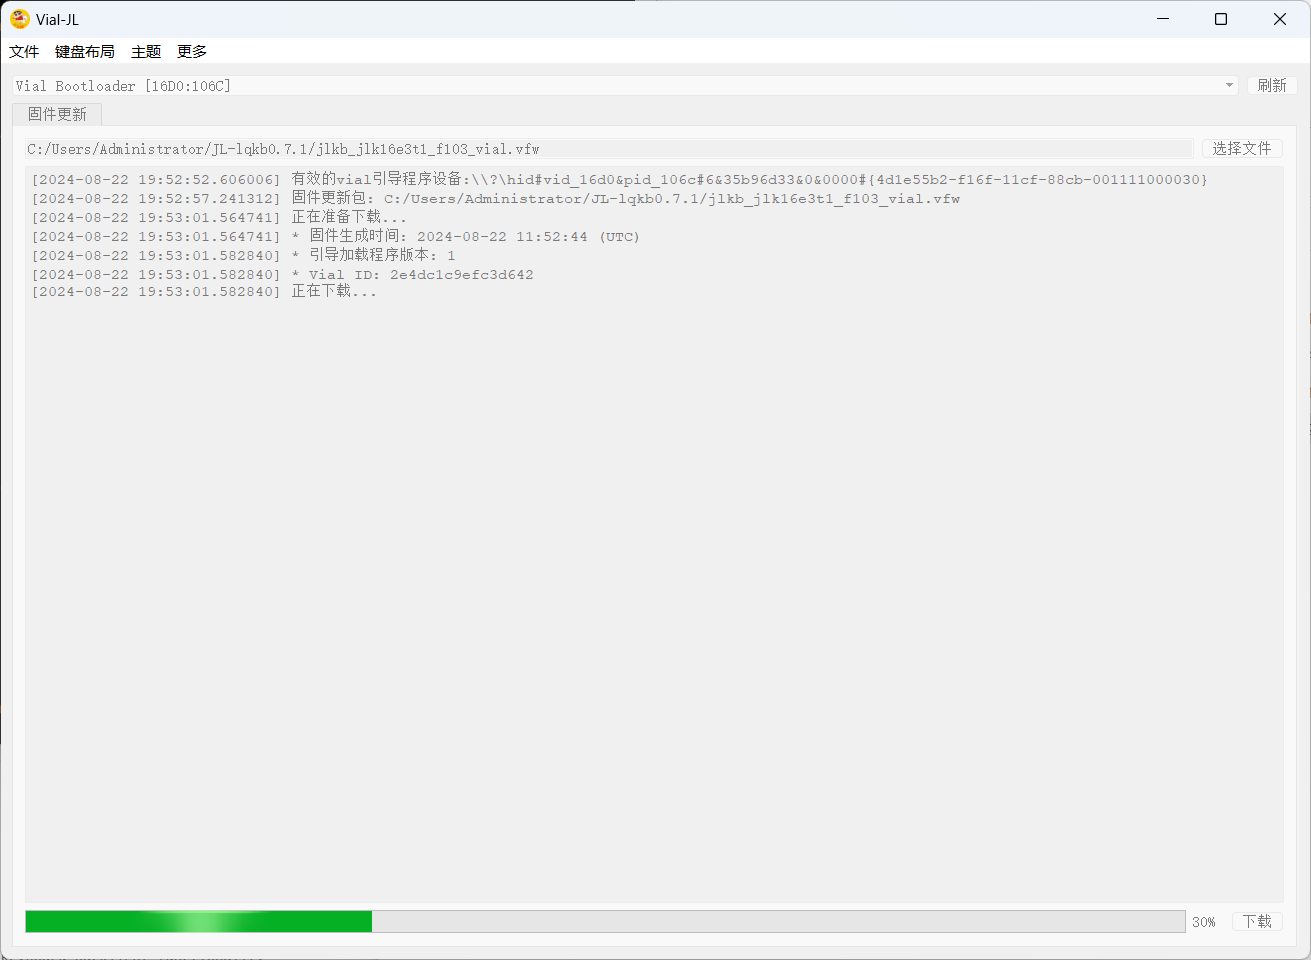 Vial-JL
文件 键盘布局 主题 更多
Vial Bootloader [16D0:106C]
刷新
固件更新
C:/Users/Administrator/JL-lqkb0.7.1/jlkb_jlk16e3t1_f103_vial.vfw
选择文件
[2024-08-22 19:52:52.606006] 有效的vial引导程序设备:\\?\hid#vid_16d0&pid_106c#6&35b96d33&0&0000#{4d1e55b2-f16f-11cf-88cb-001111000030}
[2024-08-22 19:52:57.241312] 固件更新包: C:/Users/Administrator/JL-lqkb0.7.1/jlkb_jlk16e3t1_f103_vial.vfw
[2024-08-22 19:53:01.564741] 正在准备下载...
[2024-08-22 19:53:01.564741] * 固件生成时间: 2024-08-22 11:52:44 (UTC)
[2024-08-22 19:53:01.582840] * 引导加载程序版本: 1
[2024-08-22 19:53:01.582840] * Vial ID: 2e4dc1c9efc3d642
[2024-08-22 19:53:01.582840] 正在下载...
30%
下载